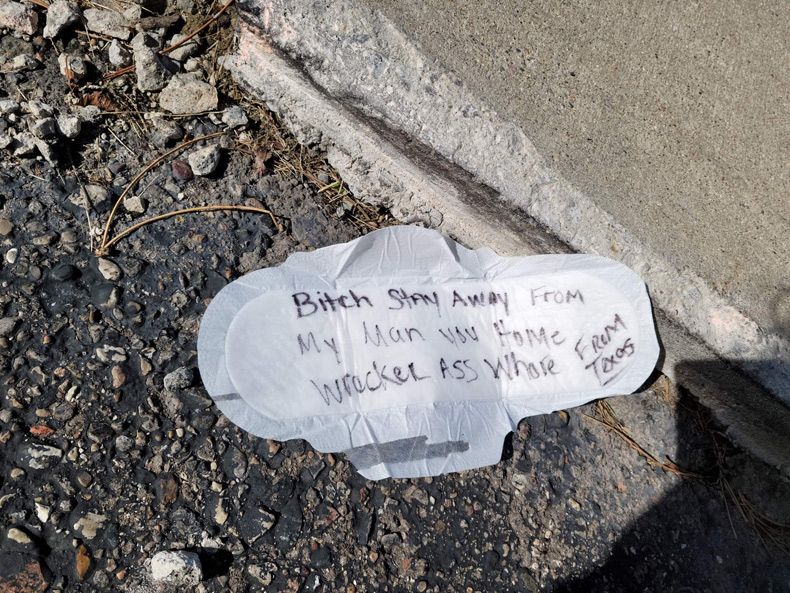 Bitch Stay Away From
My Man you Home
Wrecker Ass Whore
From
Texas